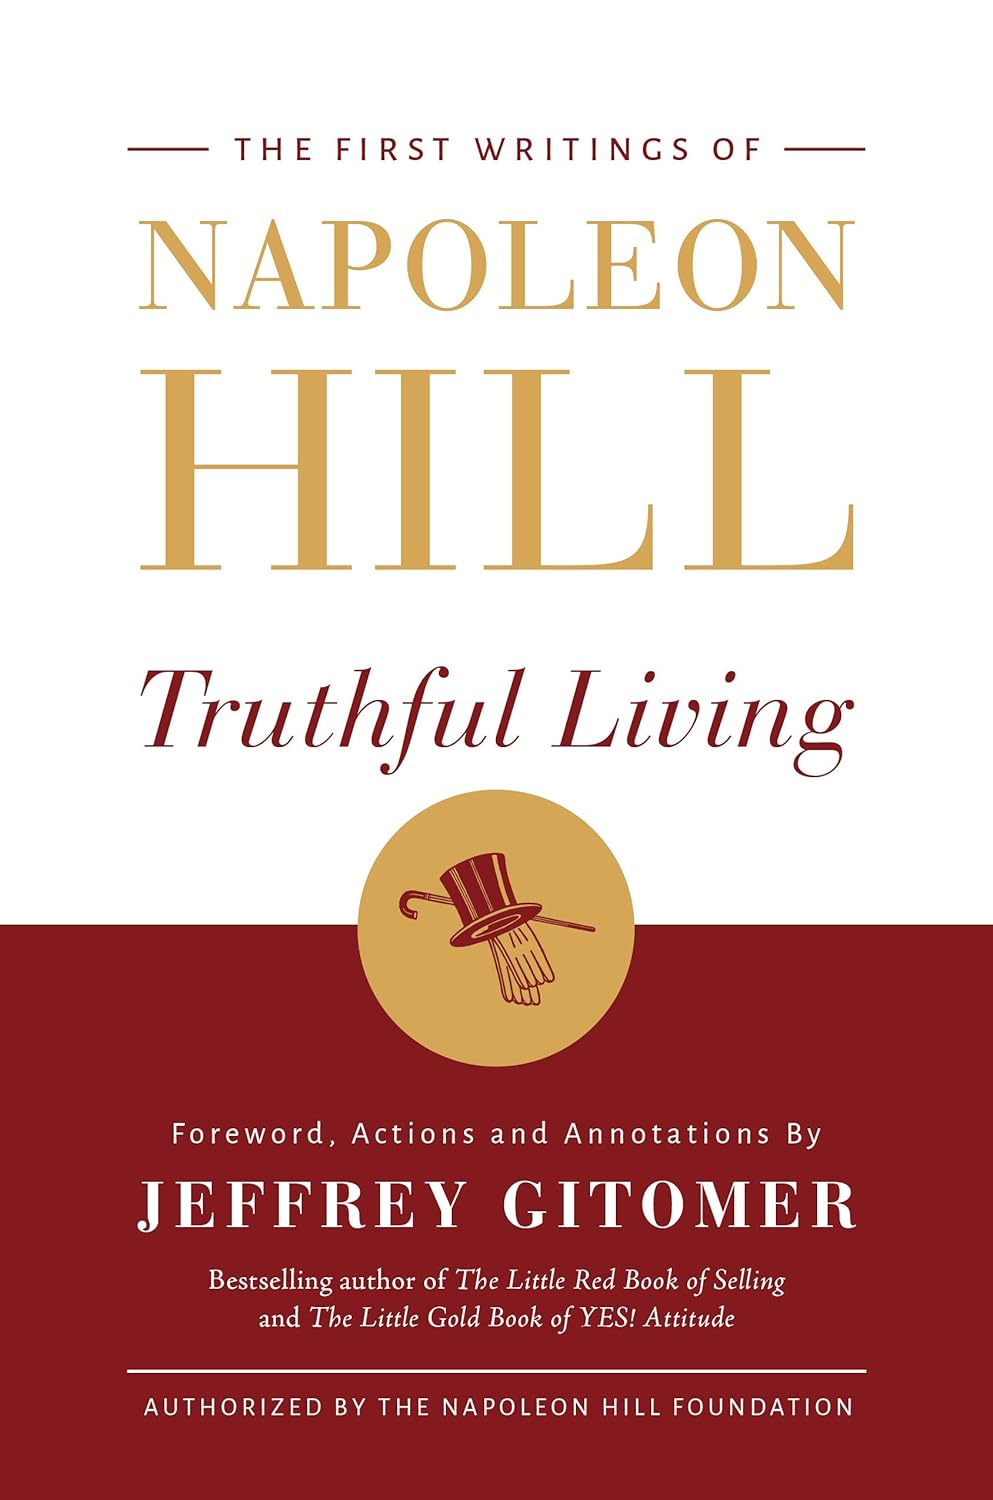 THE FIRST WRITINGS OF
NAPOLEON
HILL
Truthful Living
Foreword, Actions and Annotations By
JEFFREY GITOMER
Bestselling author of The Little Red Book of Selling
and The Little Gold Book of YES! Attitude
AUTHORIZED BY THE NAPOLEON HILL FOUNDATION